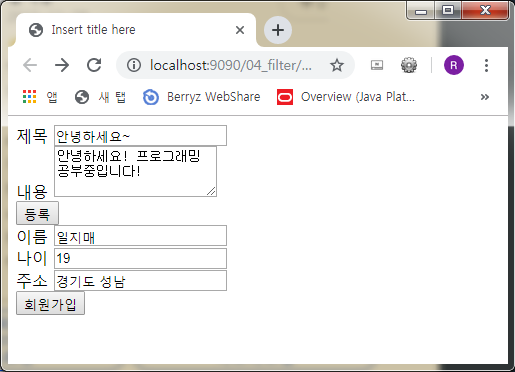 Insert title here
localhost:9090/04_filter/...
R
앱
새 탭
Berryz WebShare
Overview (Java Plat...
»
제목 안녕하세요~
안녕하세요! 프로그래밍
공부중입니다!
내용
등록
이름 일지매
나이 19
주소 경기도 성남
회원가입